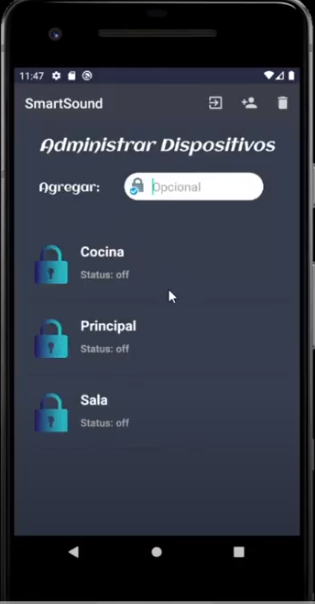 11:47
SmartSound
Administrar Dispositivos
Agregar:
Opcional
Cocina
Status: off
Principal
Status: off
Sala
Status: off